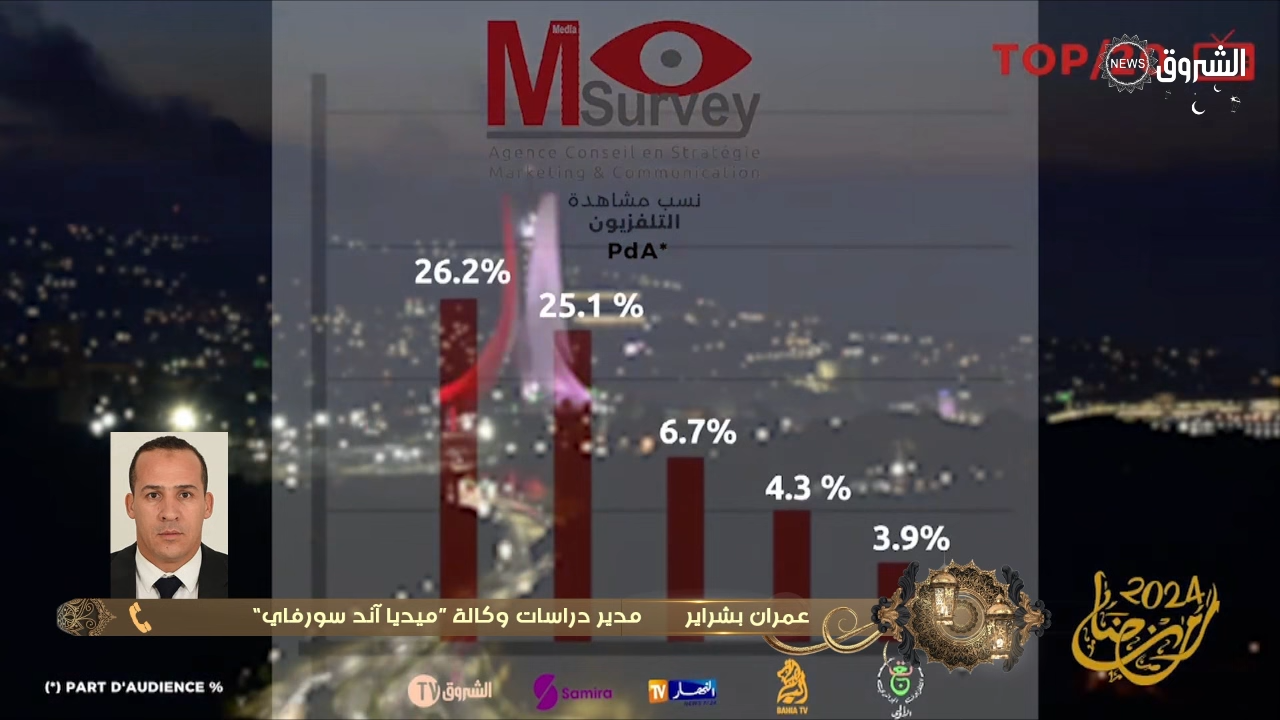 Media
M Survey
Agence Conseil en Stratégie
Marketing & Communication
TOP/20
NEWS الشروق
نسب مشاهدة
التلفزيون
PdA*
26.2%
25.1 %
6.7%
4.3 %
3.9%
عمران بشراير مدير دراسات وكالة "ميديا آند سورفاي"
2024
رمضان
(*) PART D'AUDIENCE %
TV الشروق
Samira
TV النهار
BAHIA TV